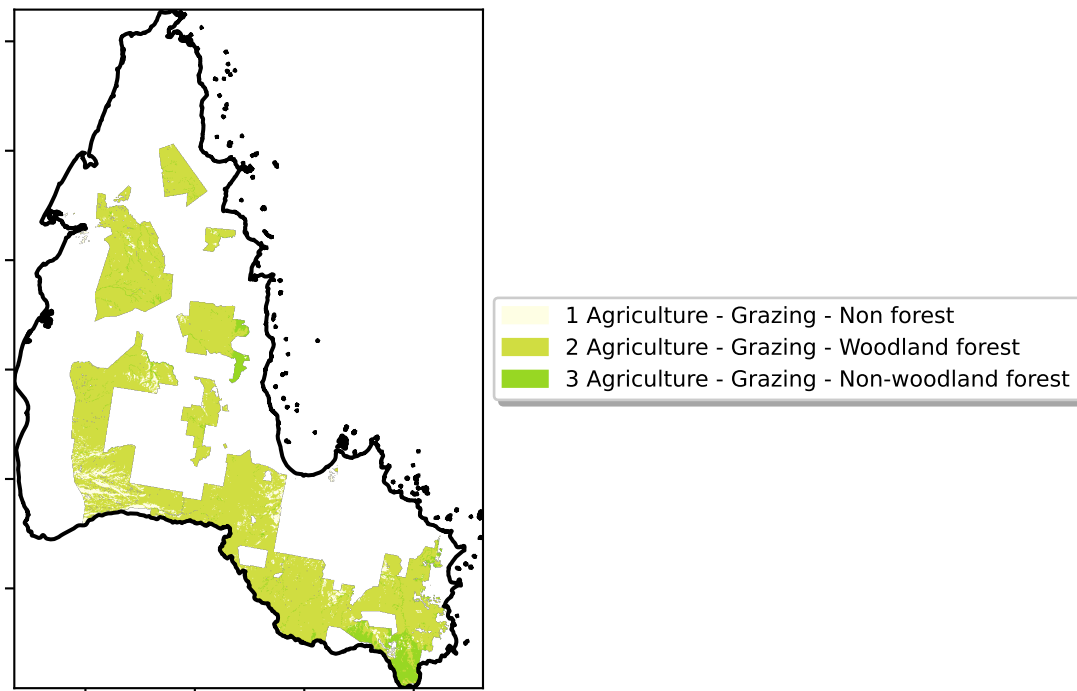 1 Agriculture - Grazing - Non forest
2 Agriculture - Grazing - Woodland forest
3 Agriculture - Grazing - Non-woodland forest